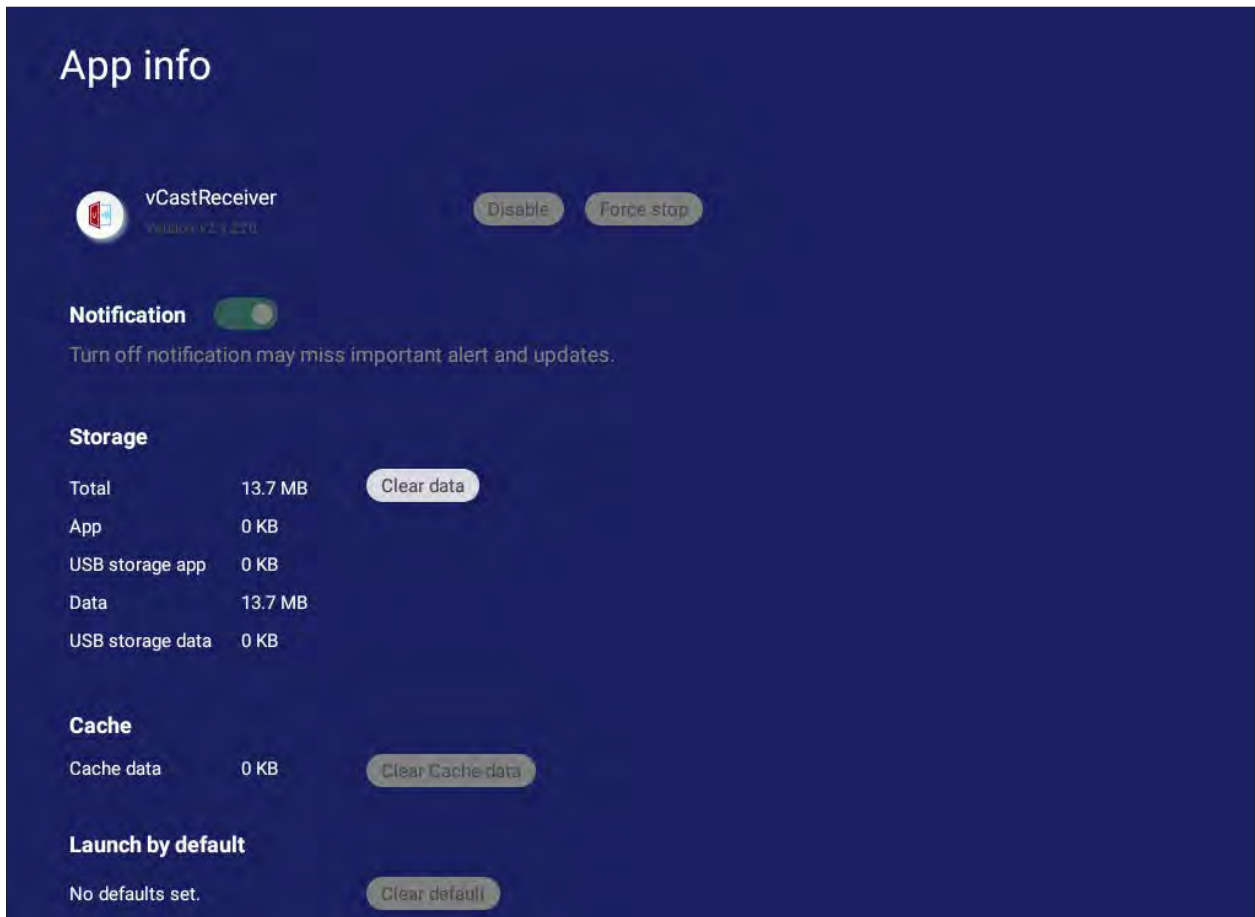 App info
vCastReceiver
Disable
Force stop
Notification
Turn off notification may miss important alert and updates.
Storage
Total 13.7 MB Clear data
App 0 KB
USB storage app 0 KB
Data 13.7 MB
USB storage data 0 KB
Cache
Cache data 0 KB Clear Cache data
Launch by default
No defaults set. Clear default